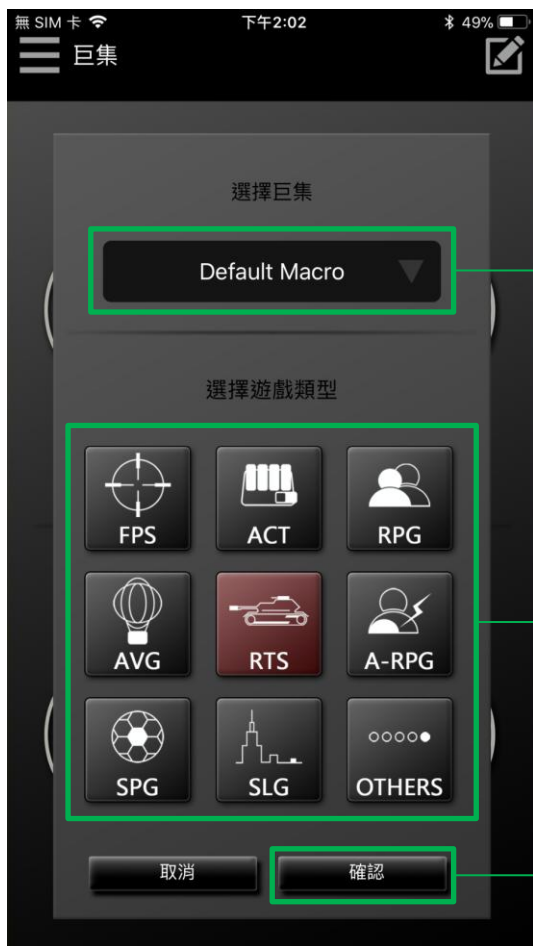 無 SIM 卡 下午2:02 49%
巨集
選擇巨集
Default Macro
選擇遊戲類型
FPS ACT RPG
AVG RTS A-RPG
SPG SLG OTHERS
取消 確認